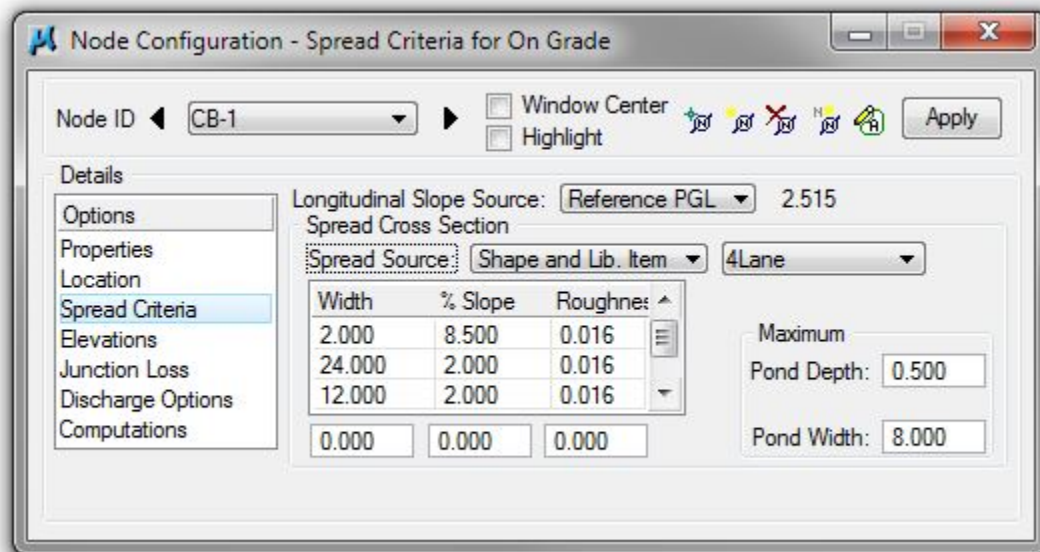 Node Configuration - Spread Criteria for On Grade
Node ID CB-1 Window Center Apply
Highlight
Details
Options
Properties
Location
Spread Criteria
Elevations
Junction Loss
Discharge Options
Computations
Longitudinal Slope Source: Reference PGL 2.515
Spread Cross Section
Spread Source: Shape and Lib. Item 4Lane
Width % Slope Roughnes
2.000 8.500 0.016
24.000 2.000 0.016
12.000 2.000 0.016
0.000 0.000 0.000
Maximum
Pond Depth: 0.500
Pond Width: 8.000